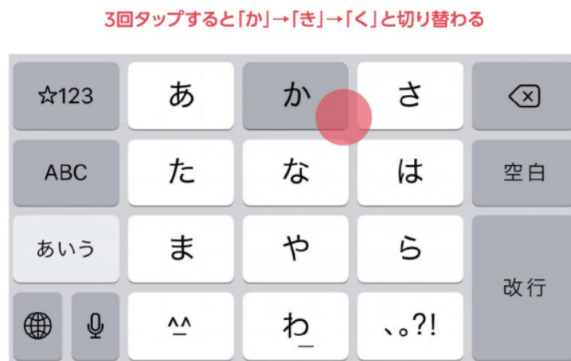 3回タップすると「か」→「き」→「く」と切り替わる
☆123 あ か さ
ABC た な は 空白
あいう ま や ら
改行
^^ わ 、。?!